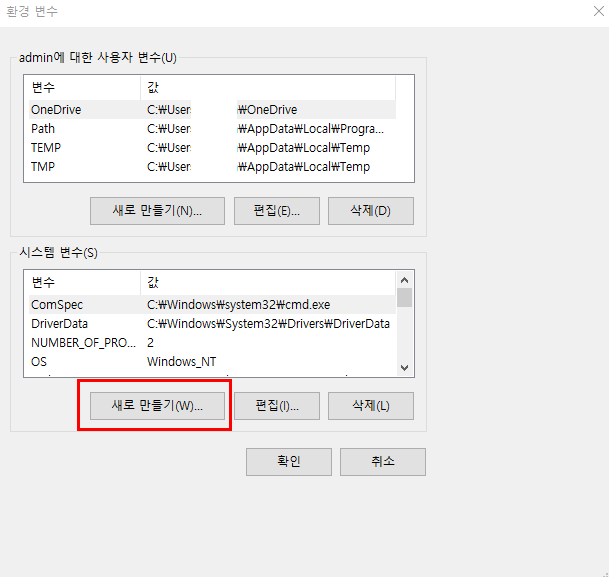 환경 변수
admin에 대한 사용자 변수(U)
변수 값
OneDrive C:₩User: ₩OneDrive
Path C:₩User: ₩AppData₩Local₩Progra...
TEMP C:₩User: ₩AppData₩Local₩Temp
TMP C:₩User: ₩AppData₩Local₩Temp
새로 만들기(N)... 편집(E)... 삭제(D)
시스템 변수(S)
변수 값
ComSpec C:₩Windows₩system32₩cmd.exe
DriverData C:₩Windows₩System32₩Drivers₩DriverData
NUMBER_OF_PRO... 2
OS Windows_NT
새로 만들기(W)... 편집(I)... 삭제(L)
확인 취소